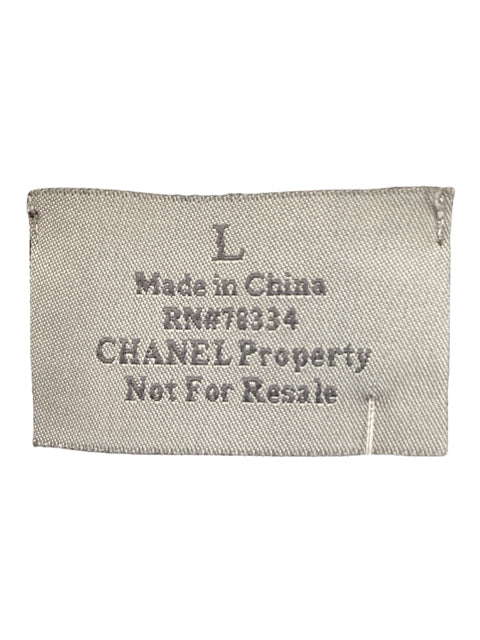 L
Made in China
RN#78334
CHANEL Property
Not For Resale